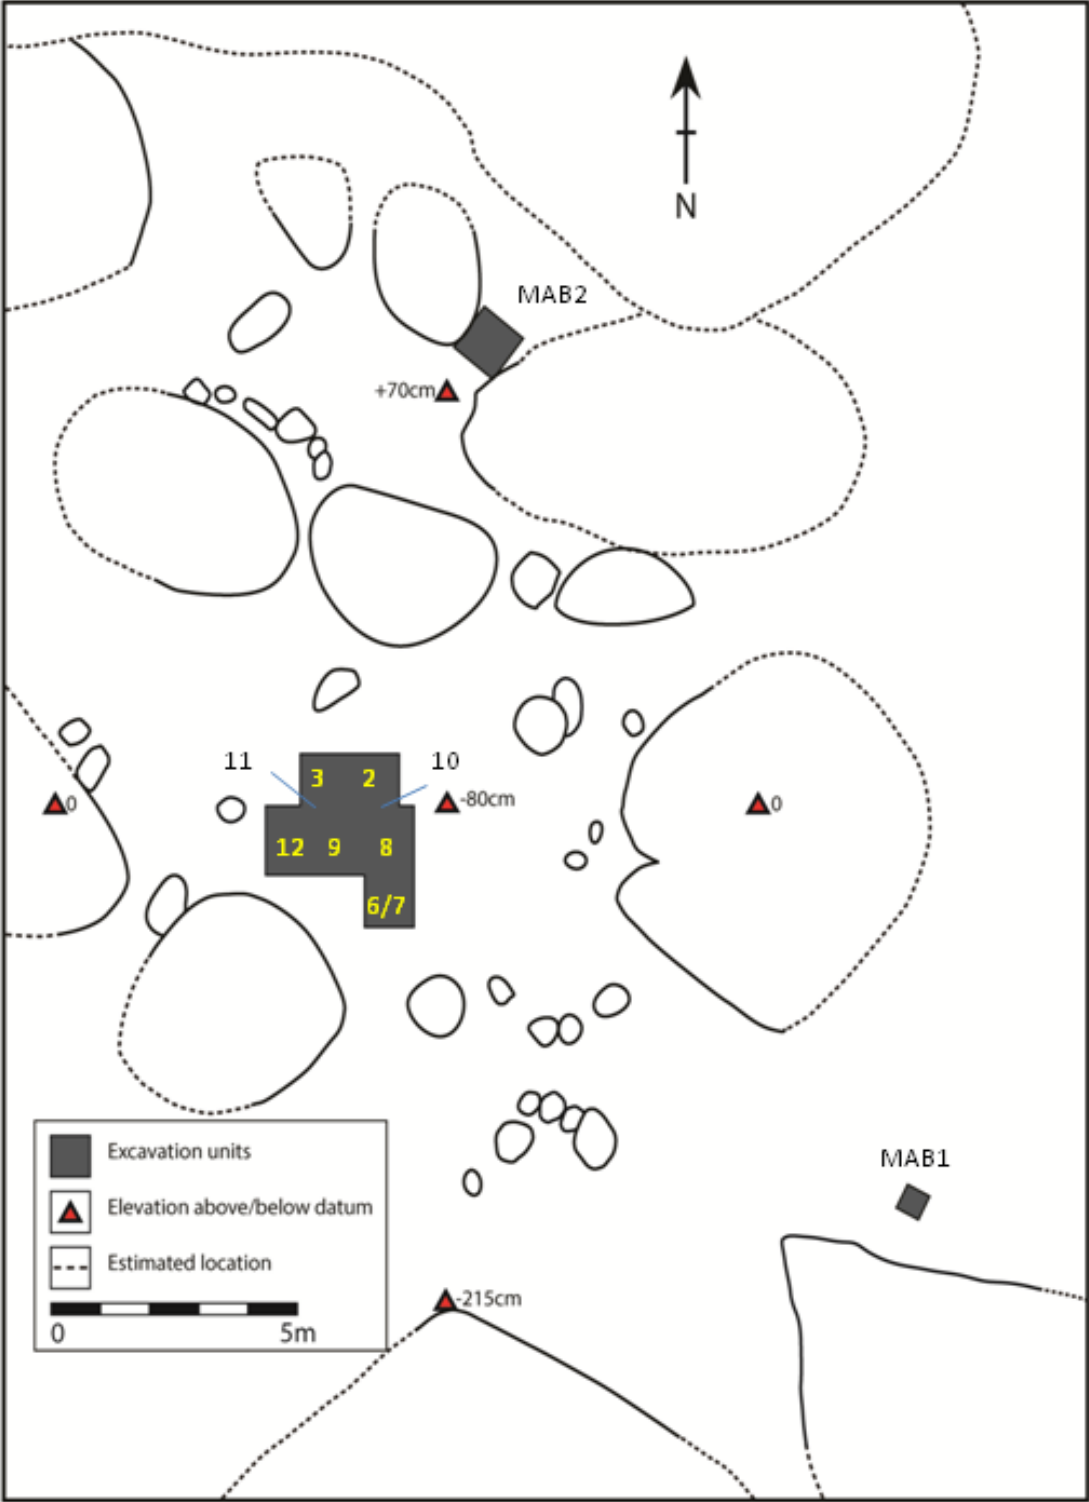 N
MAB2
+70cm
11
10
3 2
0
-80cm
0
12 9 8
6/7
MAB1
Excavation units
Elevation above/below datum
Estimated location
0 5m
-215cm